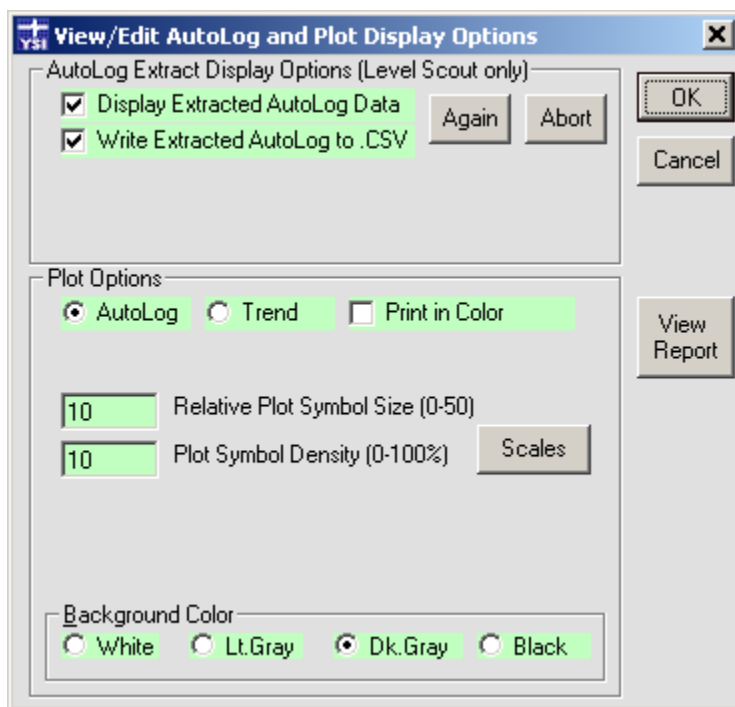 YSI View/Edit AutoLog and Plot Display Options
AutoLog Extract Display Options (Level Scout only)
Display Extracted AutoLog Data
Write Extracted AutoLog to .CSV
Again
Abort
OK
Cancel
Plot Options
AutoLog
Trend
Print in Color
View
Report
10
Relative Plot Symbol Size (0-50)
10
Plot Symbol Density (0-100%)
Scales
Background Color
White
Lt.Gray
Dk.Gray
Black